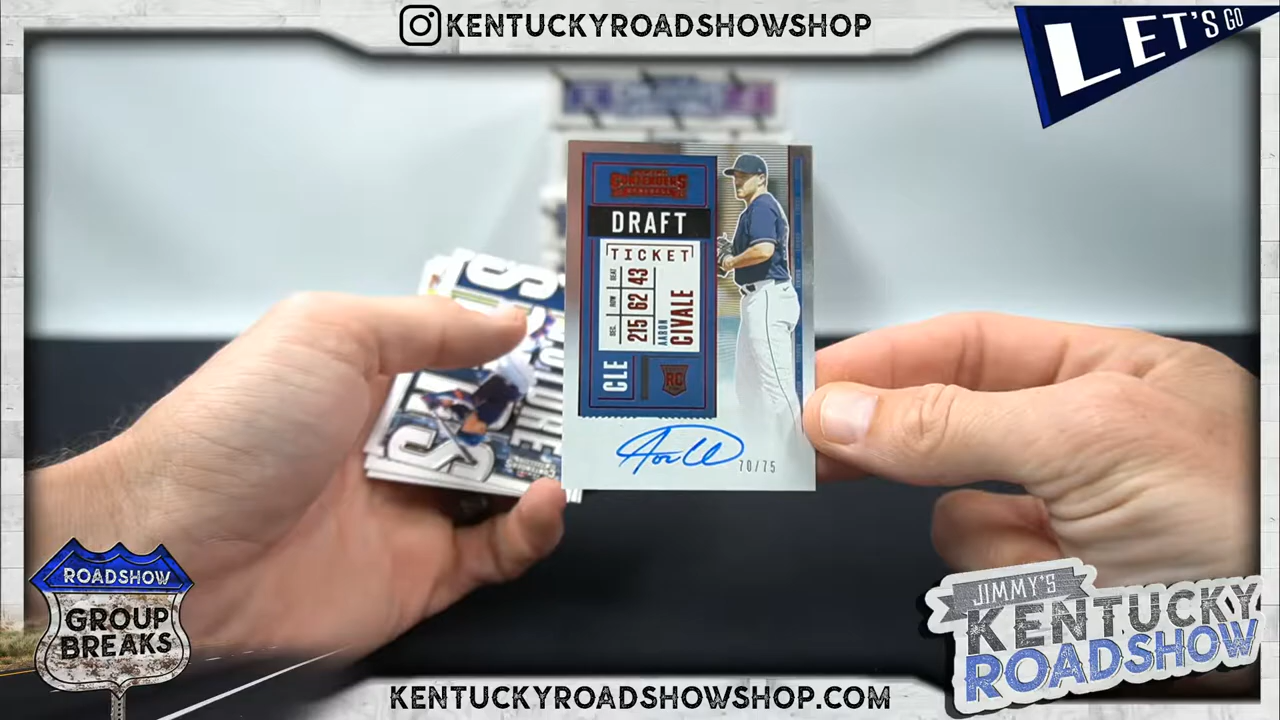 KENTUCKYROADSHOWSHOP
LET'S GO
CONTENDERS
DRAFT
TICKET
SEC. ROW SEAT
215 62 43
AARON
CIVALE
CLE
RC
70/75
ROADSHOW
GROUP
BREAKS
JIMMY'S
KENTUCKY
ROADSHOW
KENTUCKYROADSHOWSHOP.COM